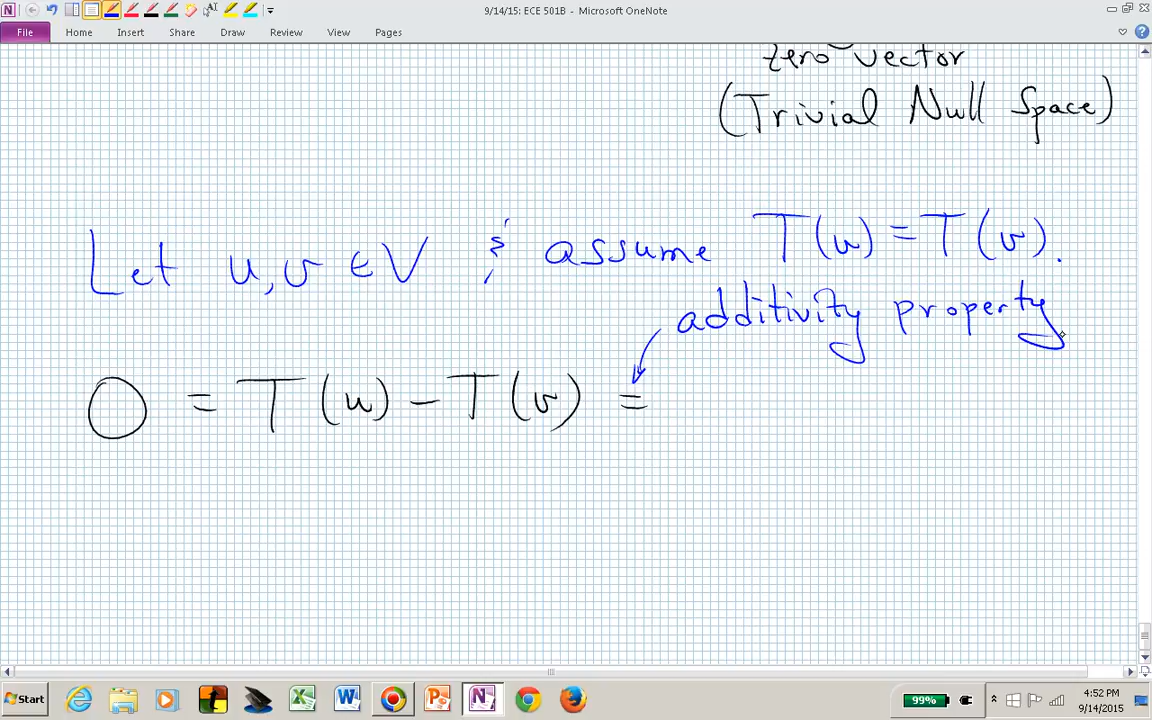 9/14/15: ECE 501B - Microsoft OneNote
File Home Insert Share Draw Review View Pages
zero vector
(Trivial Null Space)
Let u, v ∈ V & assume T(u) = T(v).
additivity property
0 = T(u) - T(v) =
Start
99%
4:52 PM
9/14/2015